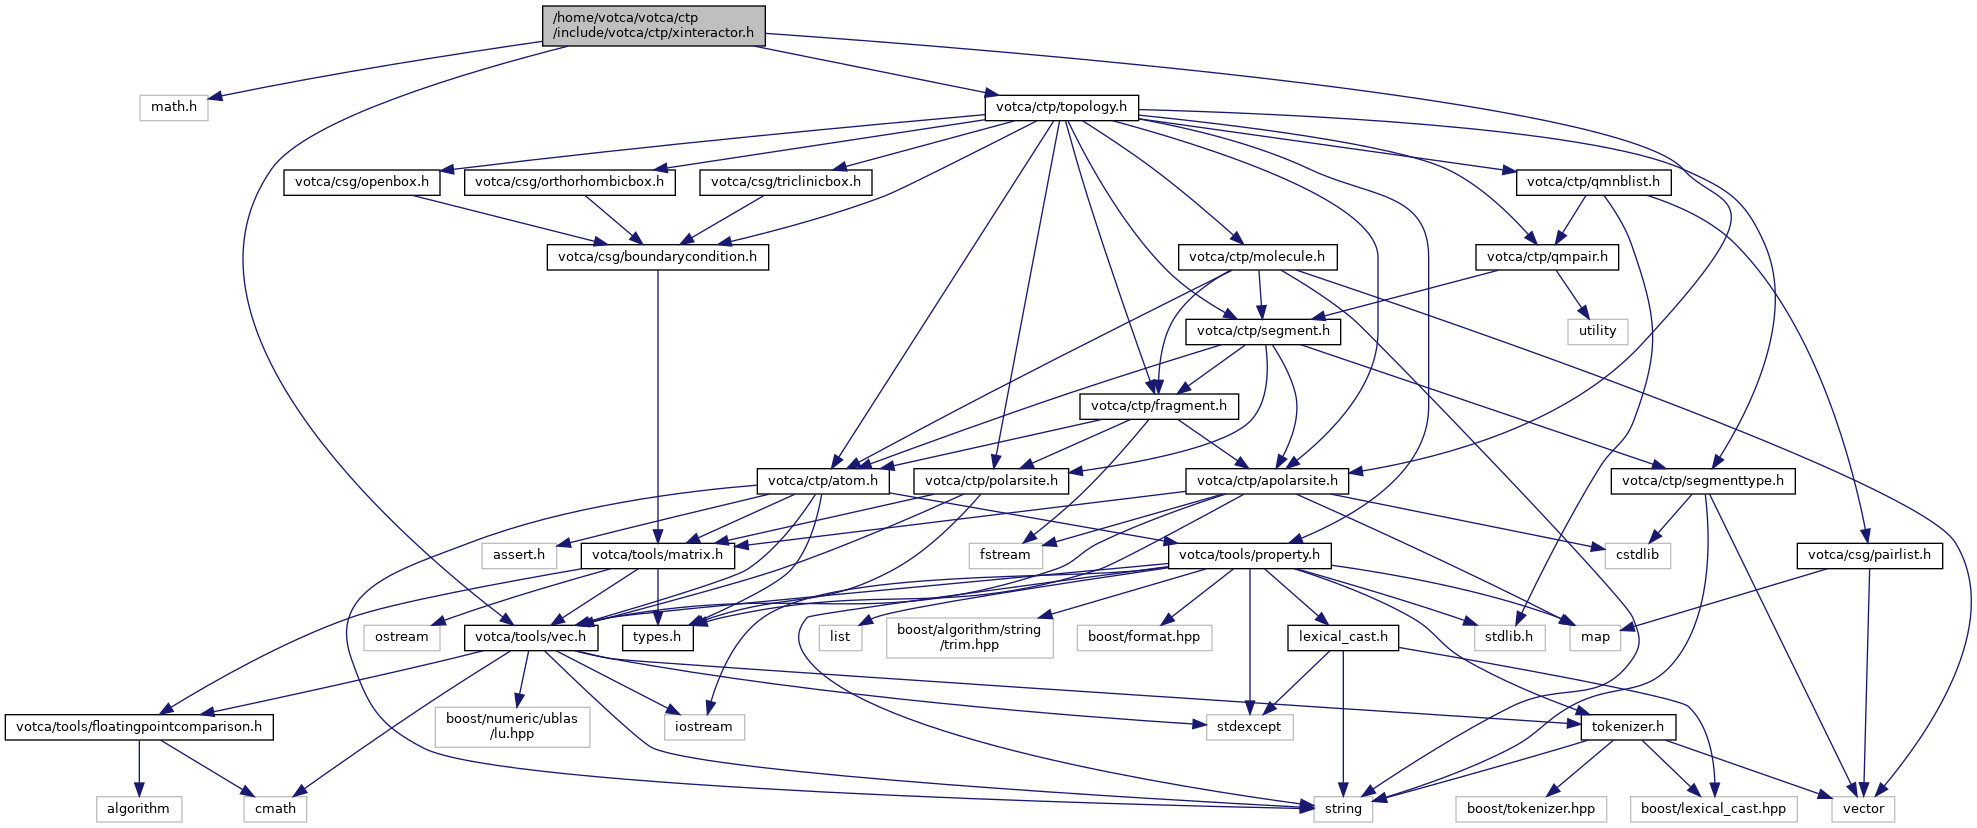 /home/votca/votca/ctp
/include/votca/ctp/xinteractor.h
math.h
votca/ctp/topology.h
votca/csg/openbox.h
votca/csg/orthorhombicbox.h
votca/csg/triclinicbox.h
votca/ctp/qmnblist.h
votca/csg/boundarycondition.h
votca/ctp/molecule.h
votca/ctp/qmpair.h
votca/ctp/segment.h
utility
votca/ctp/fragment.h
votca/ctp/atom.h
votca/ctp/polarsite.h
votca/ctp/apolarsite.h
votca/ctp/segmenttype.h
assert.h
votca/tools/matrix.h
fstream
votca/tools/property.h
cstdlib
votca/csg/pairlist.h
ostream
votca/tools/vec.h
types.h
list
boost/algorithm/string
/trim.hpp
boost/format.hpp
lexical_cast.h
stdlib.h
map
votca/tools/floatingpointcomparison.h
boost/numeric/ublas
/lu.hpp
iostream
stdexcept
tokenizer.h
algorithm
cmath
string
boost/tokenizer.hpp
boost/lexical_cast.hpp
vector